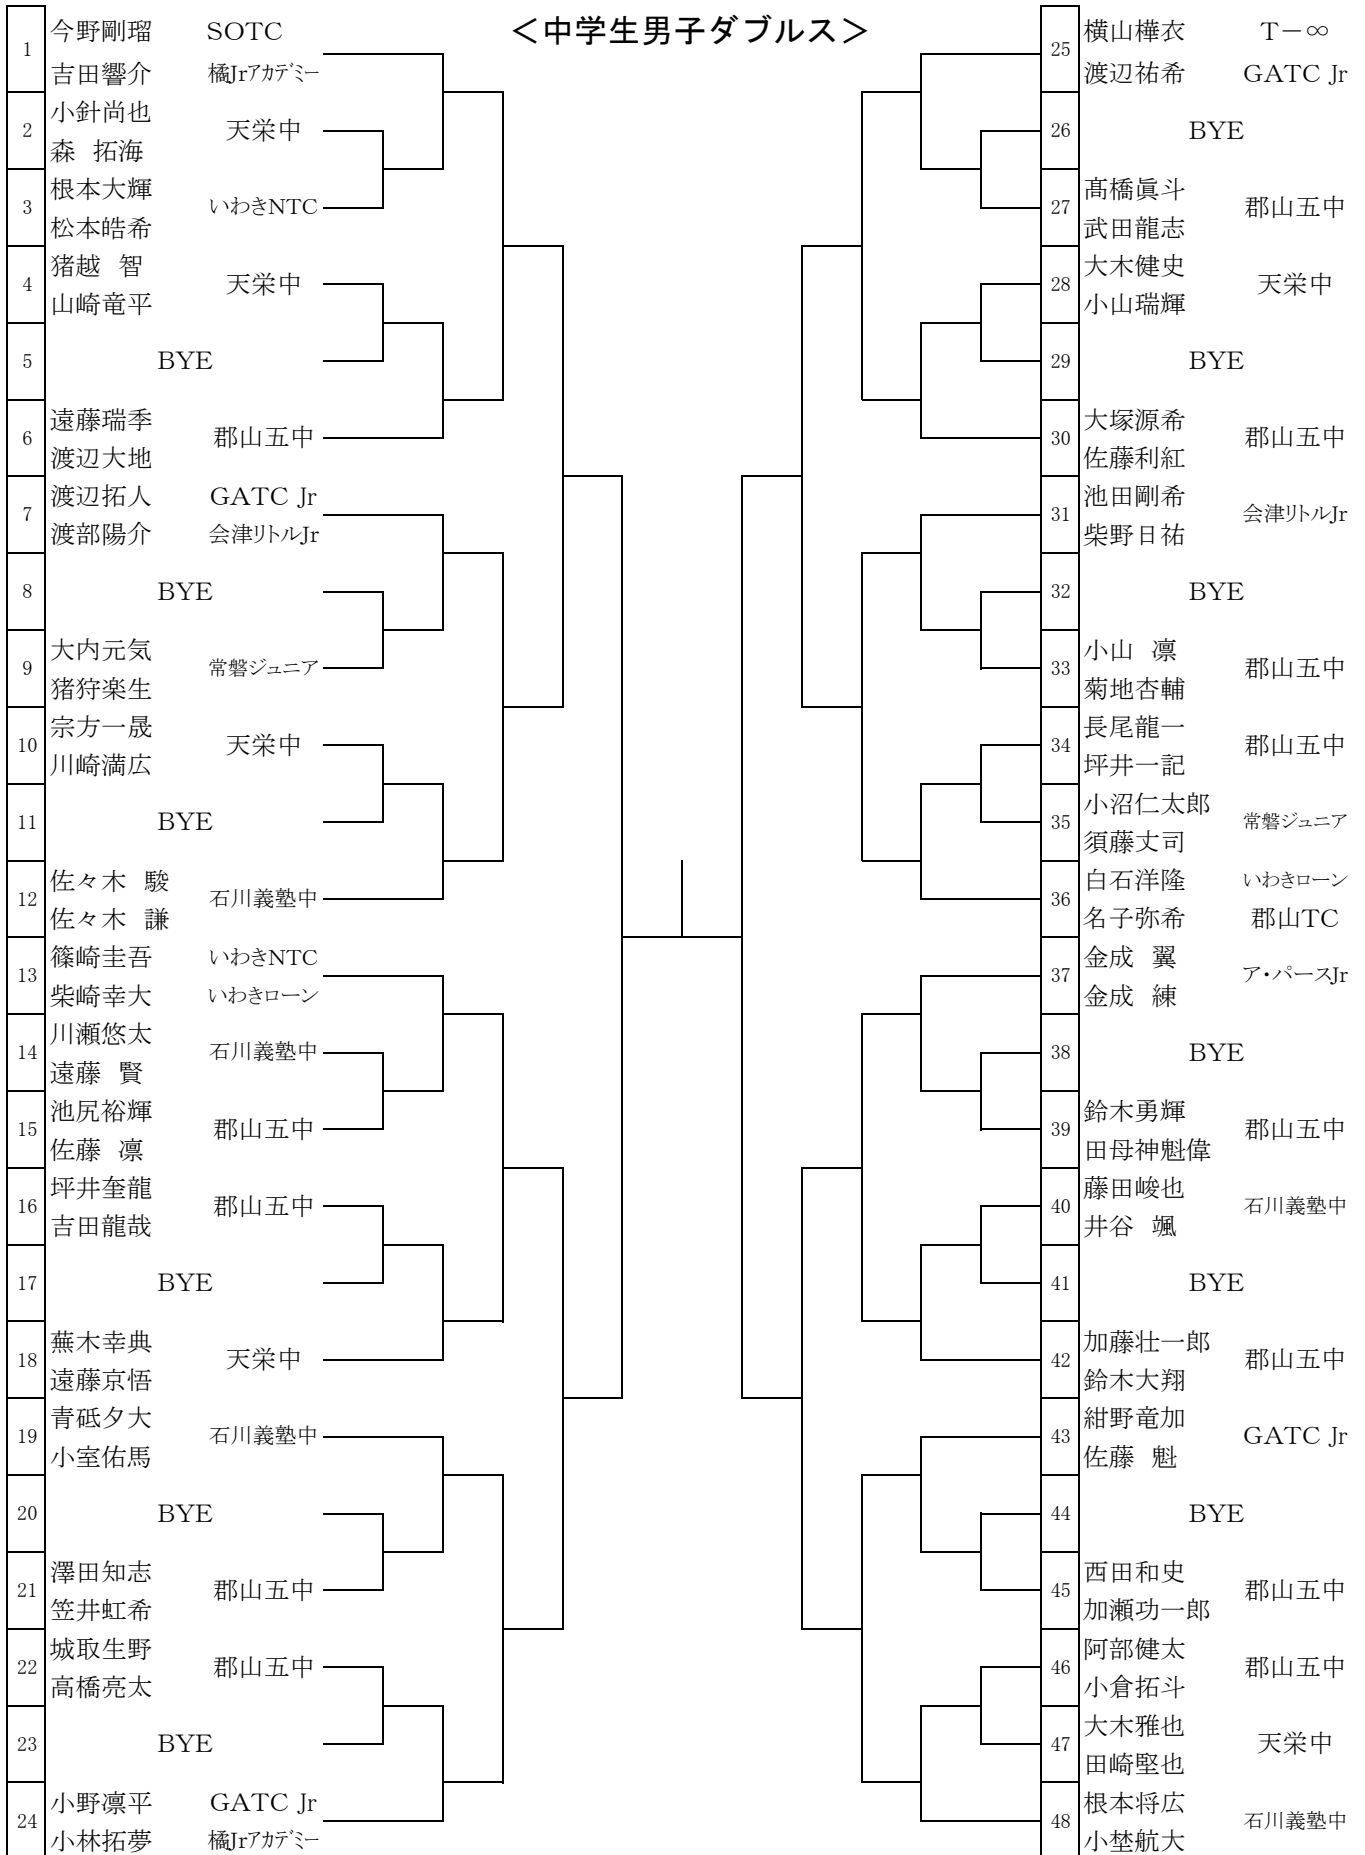 ＜中学生男子ダブルス＞
1 今野剛瑠 SOTC
吉田響介 橘Jrアカデミー
2 小針尚也 天栄中
森 拓海
3 根本大輝 いわきNTC
松本皓希
4 猪越 智 天栄中
山崎竜平
5 BYE
6 遠藤瑞季 郡山五中
渡辺大地
7 渡辺拓人 GATC Jr
渡部陽介 会津リトルJr
8 BYE
9 大内元気 常磐ジュニア
猪狩楽生
10 宗方一晟 天栄中
川崎満広
11 BYE
12 佐々木 駿 石川義塾中
佐々木 謙
13 篠崎圭吾 いわきNTC
柴崎幸大 いわきローン
14 川瀬悠太 石川義塾中
遠藤 賢
15 池尻裕輝 郡山五中
佐藤 凛
16 坪井奎龍 郡山五中
吉田龍哉
17 BYE
18 蕪木幸典 天栄中
遠藤京悟
19 青砥夕大 石川義塾中
小室佑馬
20 BYE
21 澤田知志 郡山五中
笠井虹希
22 城取生野 郡山五中
高橋亮太
23 BYE
24 小野凛平 GATC Jr
小林拓夢 橘Jrアカデミー
25 横山樺衣 T－∞
渡辺祐希 GATC Jr
26 BYE
27 髙橋眞斗 郡山五中
武田龍志
28 大木健史 天栄中
小山瑞輝
29 BYE
30 大塚源希 郡山五中
佐藤利紅
31 池田剛希 会津リトルJr
柴野日祐
32 BYE
33 小山 凛 郡山五中
菊地杏輔
34 長尾龍一 郡山五中
坪井一記
35 小沼仁太郎 常磐ジュニア
須藤丈司
36 白石洋隆 いわきローン
名子弥希 郡山TC
37 金成 翼 ア・パースJr
金成 練
38 BYE
39 鈴木勇輝 郡山五中
田母神魁偉
40 藤田峻也 石川義塾中
井谷 颯
41 BYE
42 加藤壮一郎 郡山五中
鈴木大翔
43 紺野竜加 GATC Jr
佐藤 魁
44 BYE
45 西田和史 郡山五中
加瀬功一郎
46 阿部健太 郡山五中
小倉拓斗
47 大木雅也 天栄中
田崎堅也
48 根本将広 石川義塾中
小埜航大